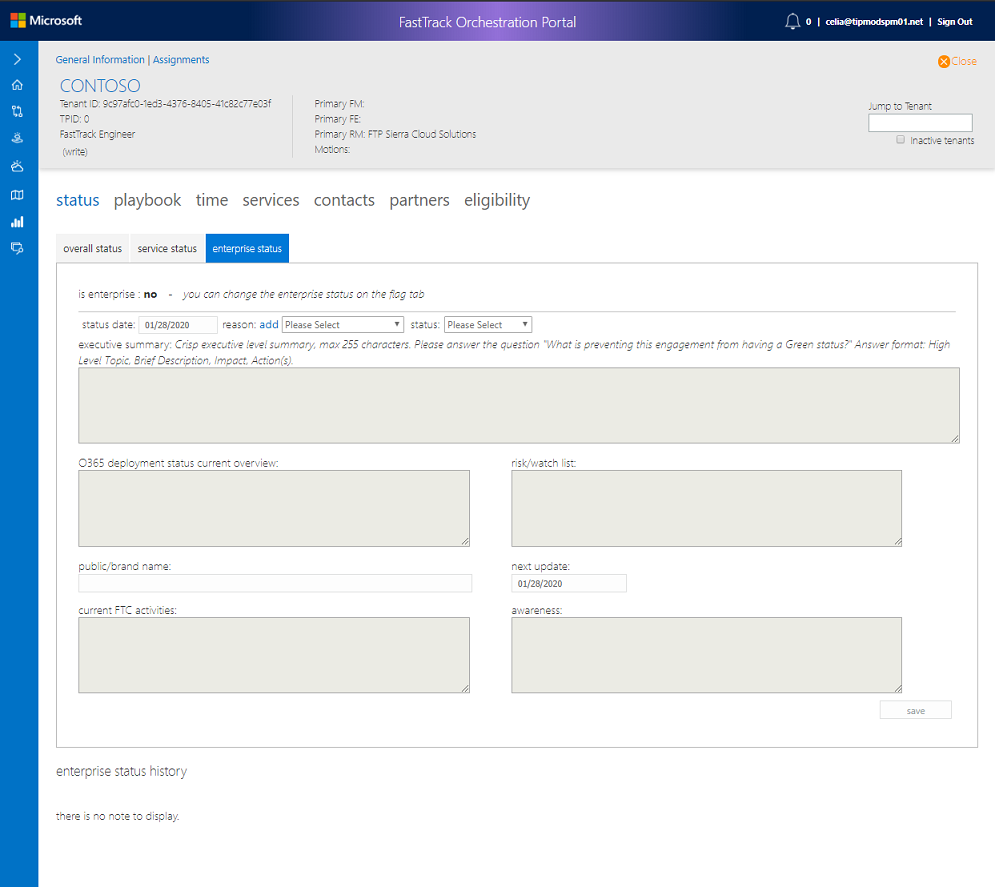 Microsoft
FastTrack Orchestration Portal
0 | celia@tipmodspm01.net | Sign Out
General Information | Assignments
Close
CONTOSO
Tenant ID: 9c97afc0-1ed3-4376-8405-41c82c77e03f
TPID: 0
FastTrack Engineer
(write)
Primary FM:
Primary FE:
Primary RM: FTP Sierra Cloud Solutions
Motions:
Jump to Tenant
Inactive tenants
status playbook time services contacts partners eligibility
overall status service status enterprise status
is enterprise : no - you can change the enterprise status on the flag tab
status date: 01/28/2020 reason: add Please Select status: Please Select
executive summary: Crisp executive level summary, max 255 characters. Please answer the question "What is preventing this engagement from having a Green status?" Answer format: High
Level Topic, Brief Description, Impact, Action(s).
O365 deployment status current overview:
risk/watch list:
public/brand name:
next update:
01/28/2020
current FTC activities:
awareness:
save
enterprise status history
there is no note to display.